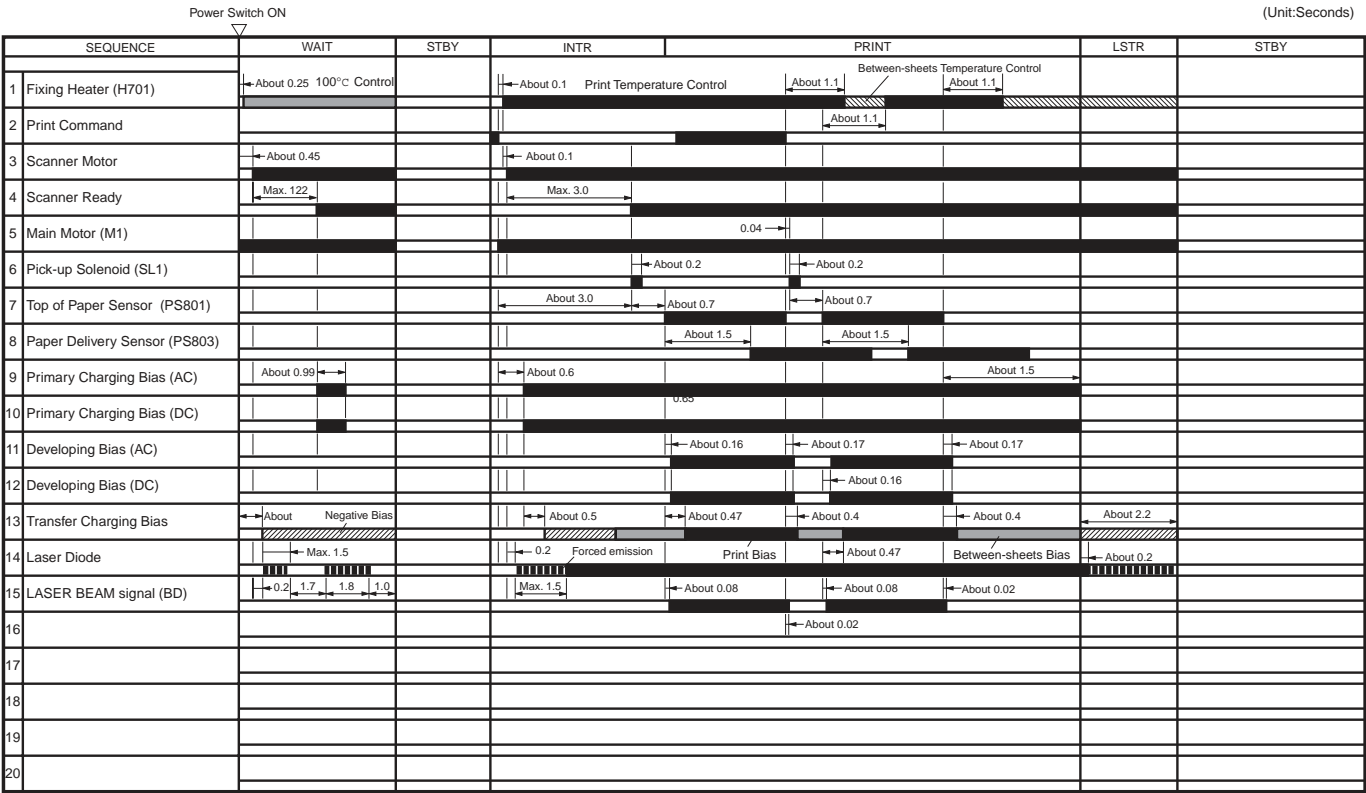 Power Switch ON
(Unit:Seconds)
SEQUENCE WAIT STBY INTR PRINT LSTR STBY
Between-sheets Temperature Control
1 Fixing Heater (H701) About 0.25 100°C Control About 0.1 Print Temperature Control About 1.1 About 1.1
2 Print Command About 1.1
3 Scanner Motor About 0.45 About 0.1
4 Scanner Ready Max. 122 Max. 3.0
5 Main Motor (M1) 0.04
6 Pick-up Solenoid (SL1) About 0.2 About 0.2
7 Top of Paper Sensor (PS801) About 3.0 About 0.7 About 0.7
8 Paper Delivery Sensor (PS803) About 1.5 About 1.5
9 Primary Charging Bias (AC) About 0.99 About 0.6 About 1.5
0.65
10 Primary Charging Bias (DC)
11 Developing Bias (AC) About 0.16 About 0.17 About 0.17
12 Developing Bias (DC) About 0.16
13 Transfer Charging Bias About Negative Bias About 0.5 About 0.47 About 0.4 About 0.4 About 2.2
14 Laser Diode Max. 1.5 0.2 Forced emission Print Bias About 0.47 Between-sheets Bias About 0.2
15 LASER BEAM signal (BD) 0.2 1.7 1.8 1.0 Max. 1.5 About 0.08 About 0.08 About 0.02
16 About 0.02
17
18
19
20